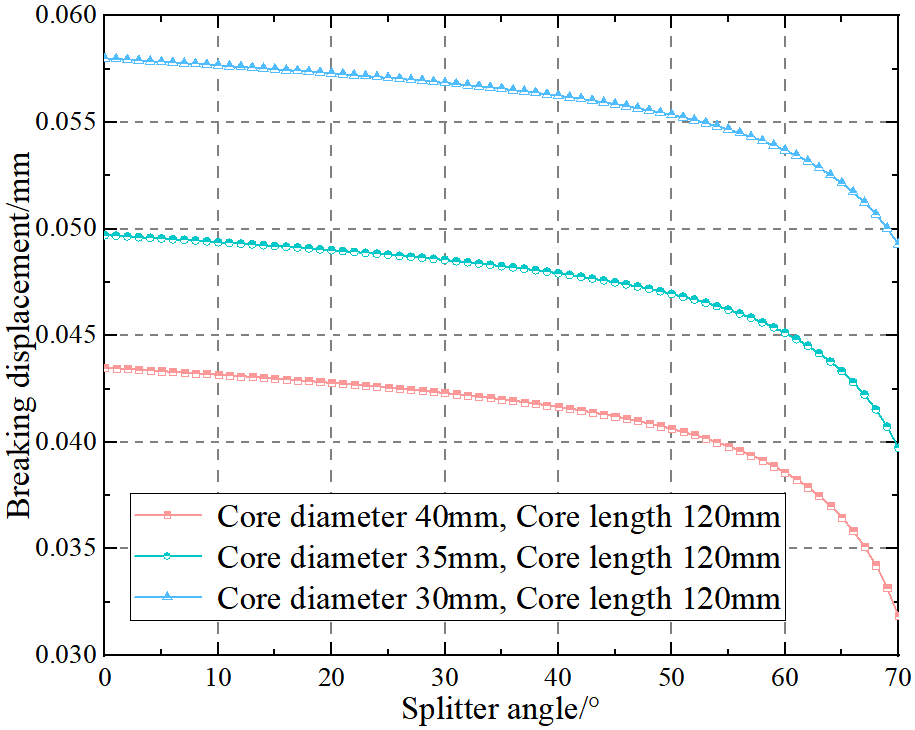 Breaking displacement/mm
0.060
0.055
0.050
0.045
0.040
0.035
0.030
Core diameter 40mm, Core length 120mm
Core diameter 35mm, Core length 120mm
Core diameter 30mm, Core length 120mm
0 10 20 30 40 50 60 70
Splitter angle/°